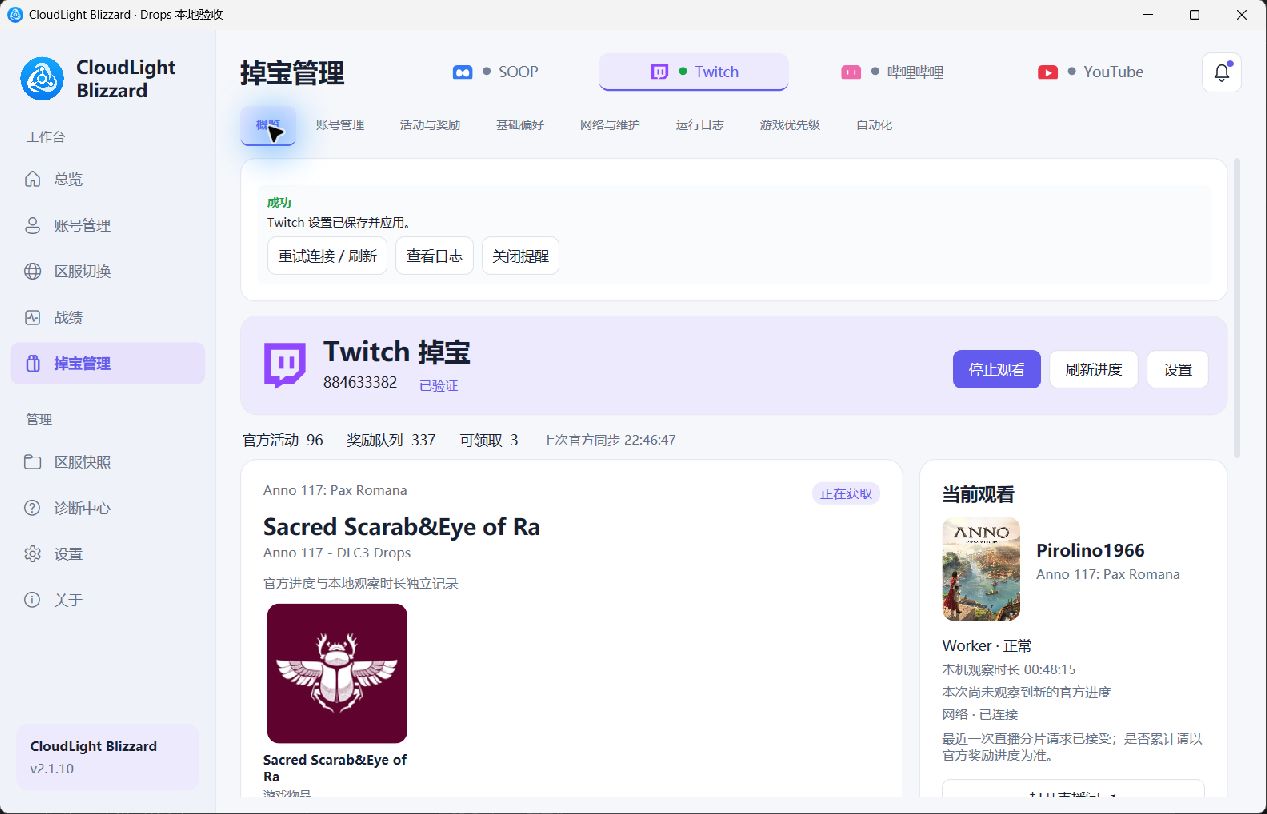 CloudLight Blizzard · Drops 本地验收
CloudLight
Blizzard
工作台
总览
账号管理
区服切换
战绩
掉宝管理
管理
区服快照
诊断中心
设置
关于
CloudLight Blizzard
v2.1.10
掉宝管理
SOOP
Twitch
哔哩哔哩
YouTube
概览
账号管理
活动与奖励
基础偏好
网络与维护
运行日志
游戏优先级
自动化
成功
Twitch 设置已保存并应用。
重试连接 / 刷新
查看日志
关闭提醒
Twitch 掉宝
884633382 已验证
停止观看
刷新进度
设置
官方活动 96 奖励队列 337 可领取 3 上次官方同步 22:46:47
Anno 117: Pax Romana
正在获取
Sacred Scarab&Eye of Ra
Anno 117 - DLC3 Drops
官方进度与本地观察时长独立记录
Sacred Scarab&Eye of
Ra
游戏物品
当前观看
ANNO
Pirolino1966
Anno 117: Pax Romana
Worker · 正常
本机观察时长 00:48:15
本次尚未观察到新的官方进度
网络 · 已连接
最近一次直播分片请求已接受；是否累计请以
官方奖励进度为准。